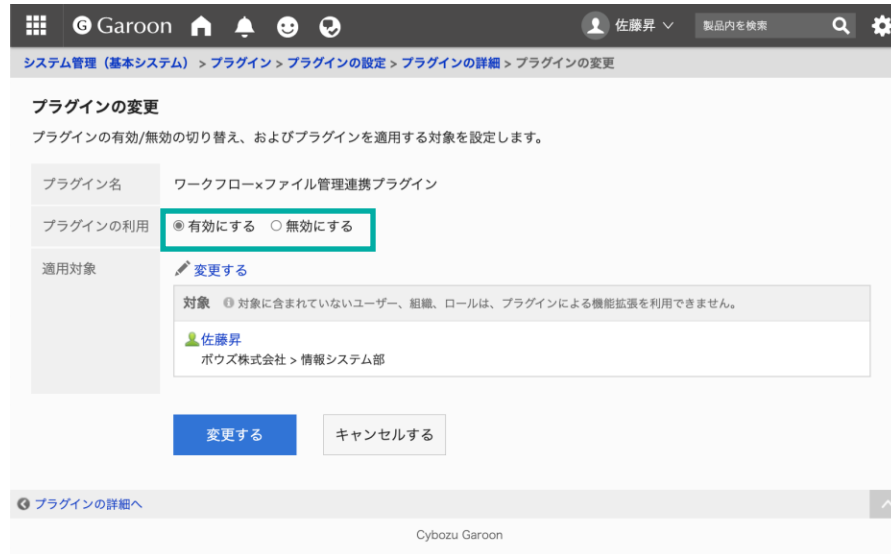 G Garoon 佐藤昇 製品内を検索
システム管理（基本システム） > プラグイン > プラグインの設定 > プラグインの詳細 > プラグインの変更
プラグインの変更
プラグインの有効/無効の切り替え、およびプラグインを適用する対象を設定します。
プラグイン名 ワークフロー×ファイル管理連携プラグイン
プラグインの利用 有効にする 無効にする
適用対象 変更する
対象 対象に含まれていないユーザー、組織、ロールは、プラグインによる機能拡張を利用できません。
佐藤昇
ボウズ株式会社 > 情報システム部
変更する キャンセルする
プラグインの詳細へ
Cybozu Garoon